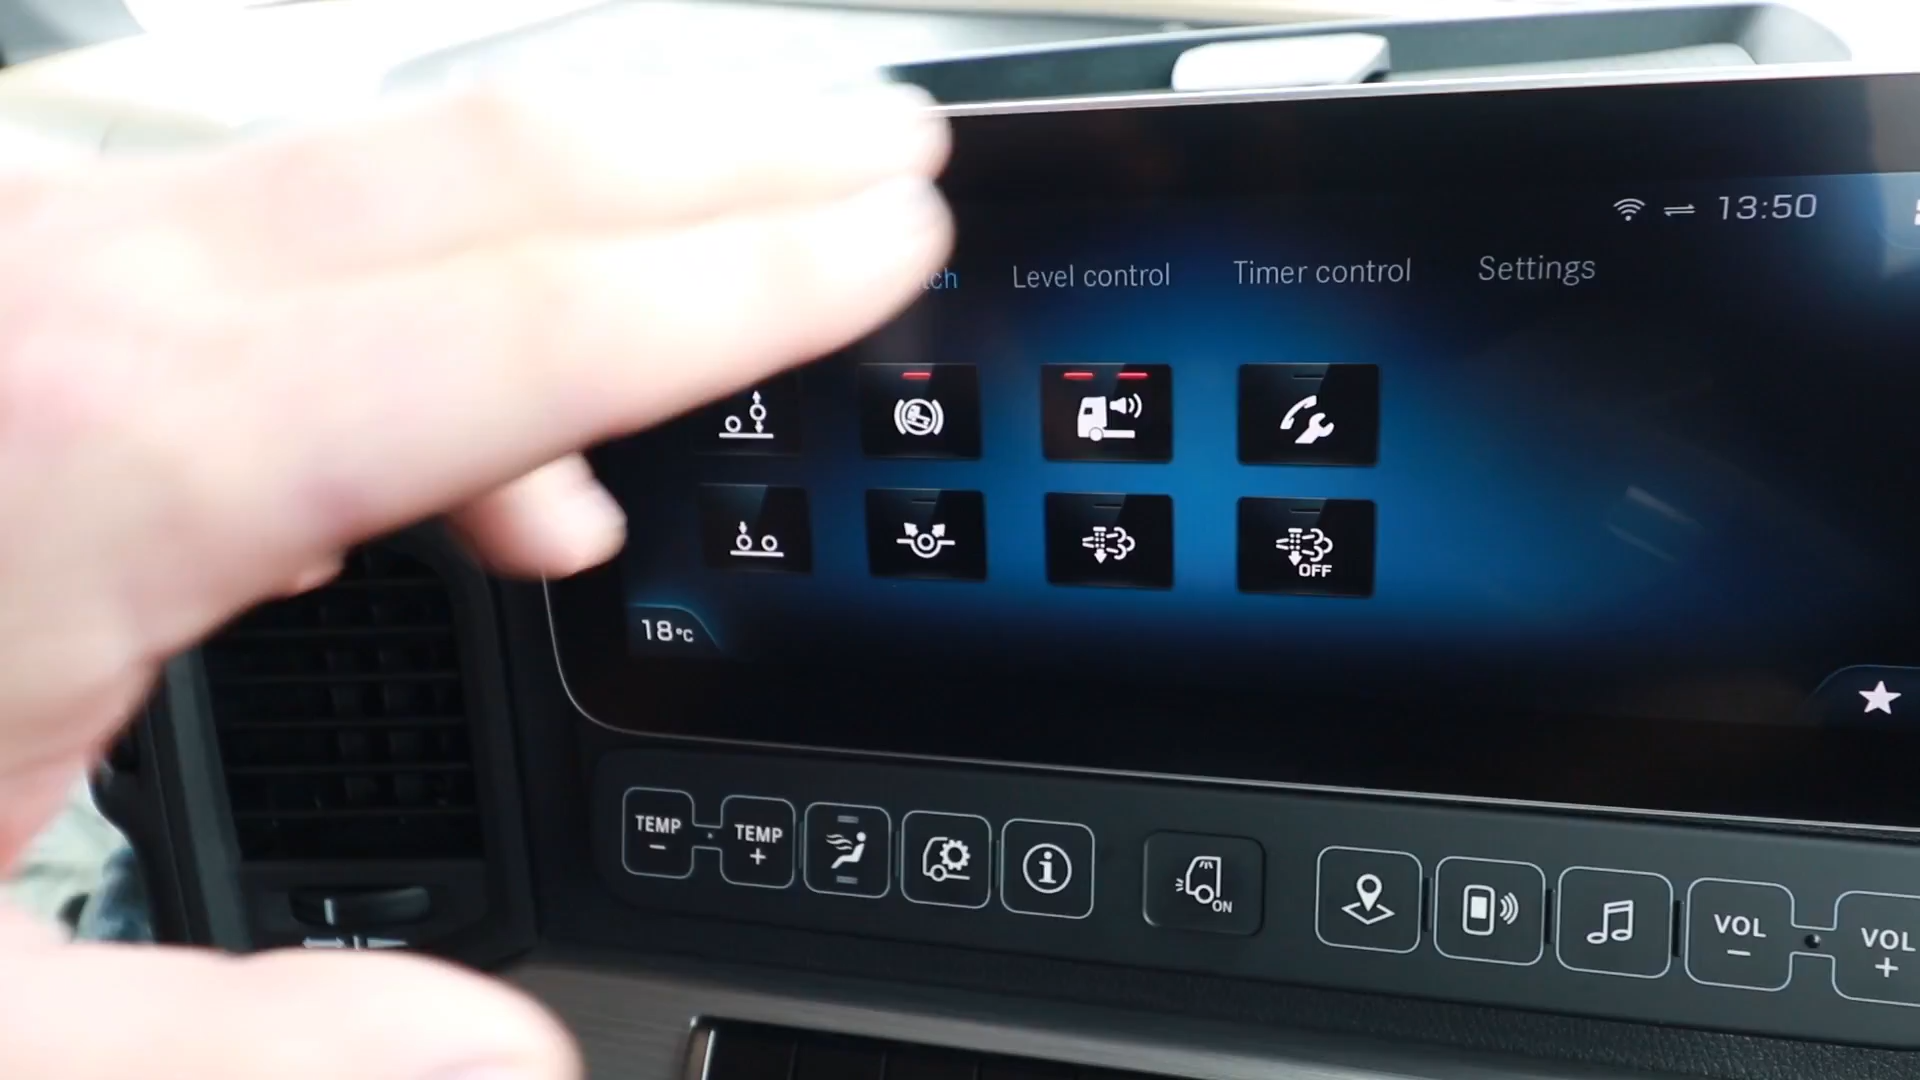 13:50
Level control
Timer control
Settings
OFF
18°C
TEMP
–
TEMP
+
ON
VOL
–
VOL
+